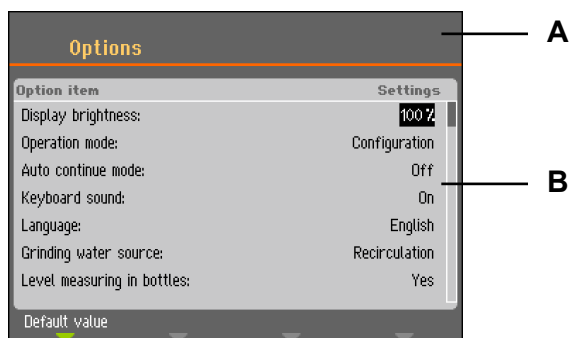 Options
A
Option item Settings
Display brightness: 100 %
Operation mode: Configuration
Auto continue mode: Off
B
Keyboard sound: On
Language: English
Grinding water source: Recirculation
Level measuring in bottles: Yes
Default value